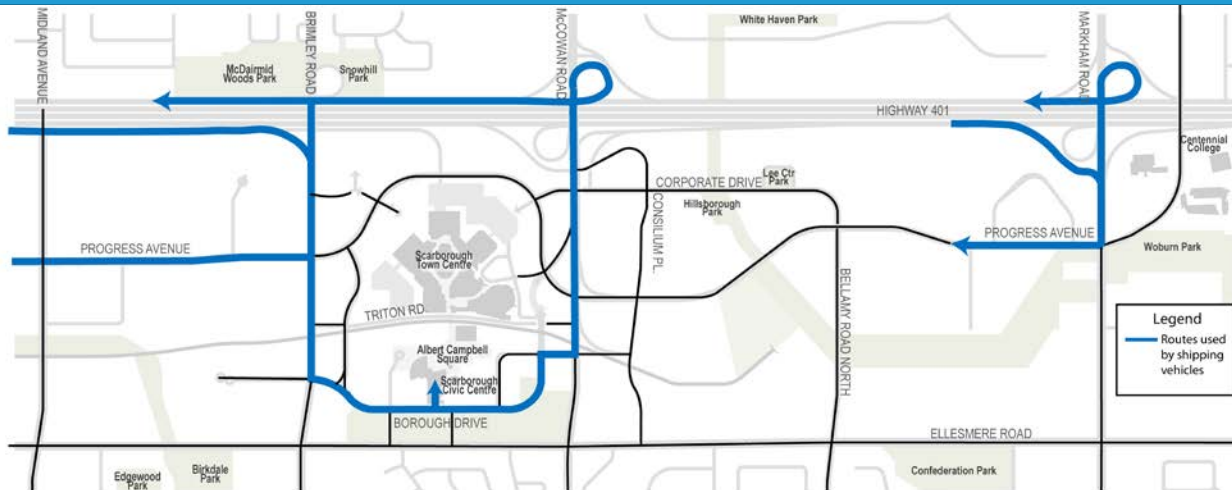 MIDLAND AVENUE
BRIMLEY ROAD
McCOWAN ROAD
MARKHAM ROAD
White Haven Park
McDairmid
Woods Park
Snowhill
Park
HIGHWAY 401
Centennial
College
Lee Ctr
Park
CORPORATE DRIVE
Hillsborough
Park
CONSILIUM PL.
PROGRESS AVENUE
PROGRESS AVENUE
Woburn Park
Scarborough
Town Centre
BELLAMY ROAD NORTH
TRITON RD.
Albert Campbell
Square
Scarborough
Civic Centre
BOROUGH DRIVE
ELLESMERE ROAD
Edgewood
Park
Birkdale
Park
Confederation Park
Legend
Routes used
by shipping
vehicles